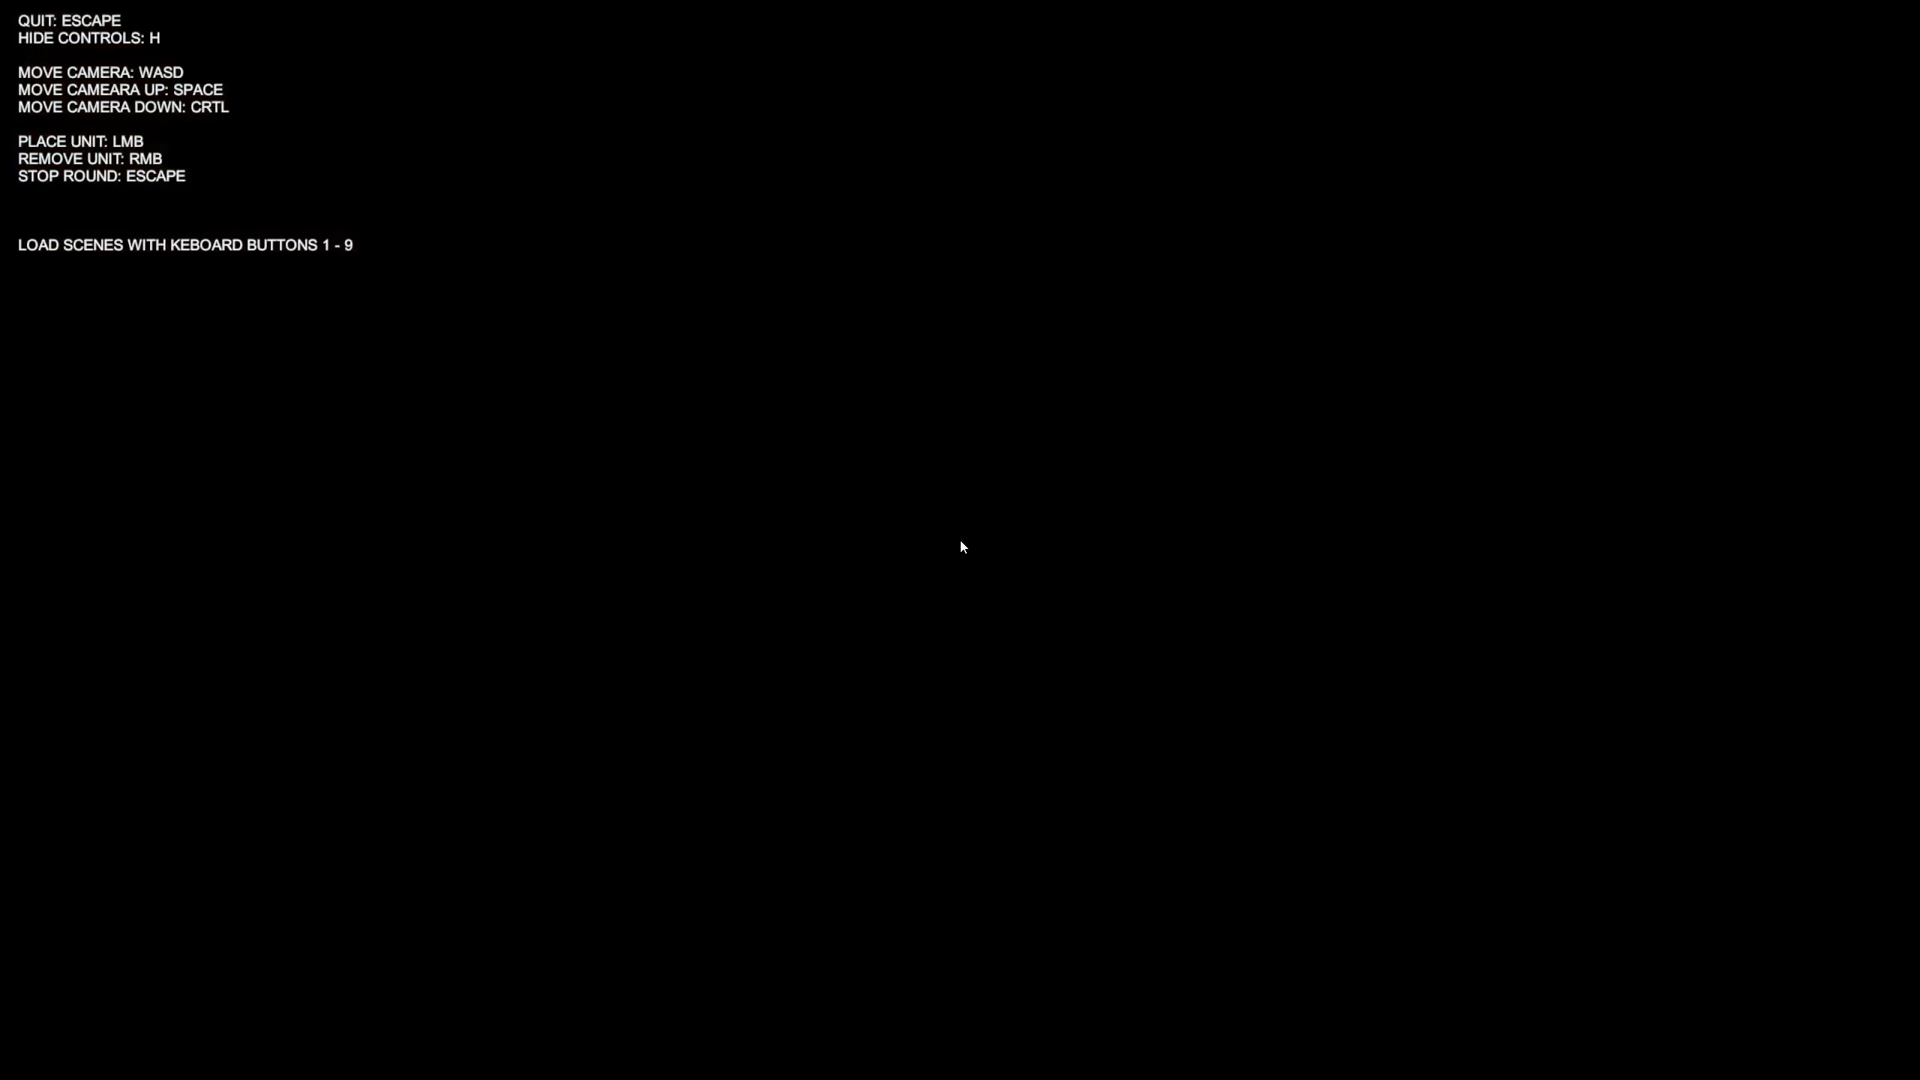 QUIT: ESCAPE
HIDE CONTROLS: H
MOVE CAMERA: WASD
MOVE CAMEARA UP: SPACE
MOVE CAMERA DOWN: CRTL
PLACE UNIT: LMB
REMOVE UNIT: RMB
STOP ROUND: ESCAPE
LOAD SCENES WITH KEBOARD BUTTONS 1 - 9